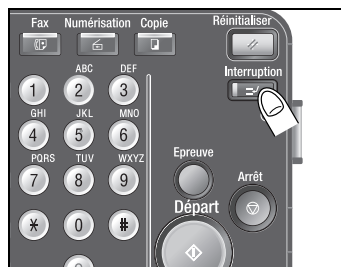 Fax Numérisation Copie Réinitialiser
Interruption
ABC DEF
1 2 3
GHI JKL MNO
4 5 6
PQRS TUV WXYZ
7 8 9
Epreuve
Arrêt
Départ
* 0 #